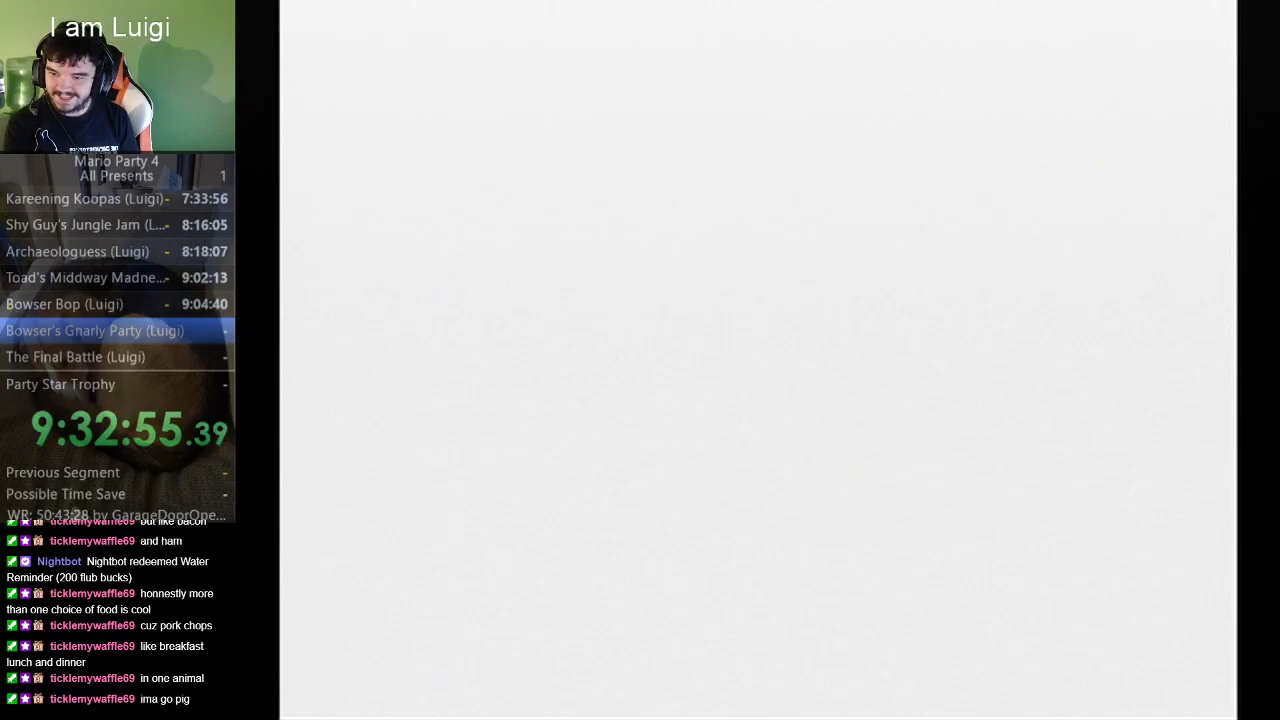 I am Luigi
Mario Party 4
All Presents 1
Kareening Koopas (Luigi) - 7:33:56
Shy Guy's Jungle Jam (L... - 8:16:05
Archaeologuess (Luigi) - 8:18:07
Toad's Middway Madne... - 9:02:13
Bowser Bop (Luigi) - 9:04:40
Bowser's Gnarly Party (Luigi) -
The Final Battle (Luigi) -
Party Star Trophy -
9:32:55.39
Previous Segment -
Possible Time Save -
WR: 50:43:28 by GarageDoorOne...
ticklemywaffle69 but like bacon
ticklemywaffle69 and ham
Nightbot Nightbot redeemed Water
Reminder (200 flub bucks)
ticklemywaffle69 honnestly more
than one choice of food is cool
ticklemywaffle69 cuz pork chops
ticklemywaffle69 like breakfast
lunch and dinner
ticklemywaffle69 in one animal
ticklemywaffle69 ima go pig